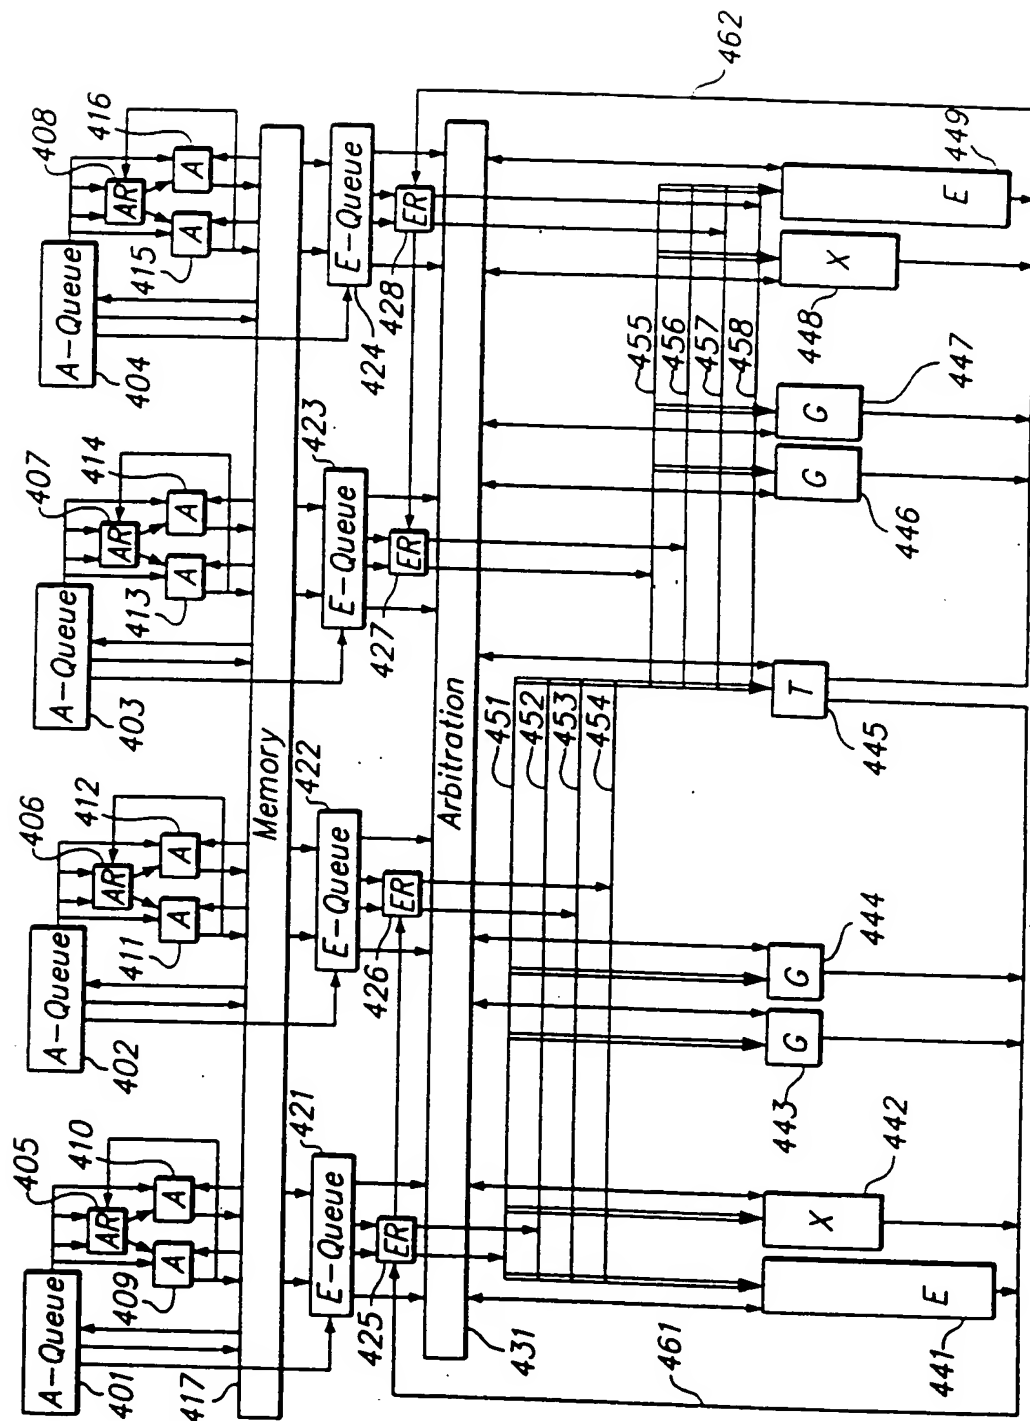 A-Queue
401
405
AR
410
409
A
A
A-Queue
402
406
AR
412
411
A
A
A-Queue
403
407
AR
414
413
A
A
A-Queue
404
408
AR
416
415
A
A
417
Memory
421
E-Queue
422
E-Queue
423
E-Queue
424
E-Queue
425
ER
426
ER
427
ER
428
ER
462
431
Arbitration
451
452
453
454
455
456
457
458
461
441
E
442
X
443
G
444
G
445
T
446
G
447
G
448
X
449
E